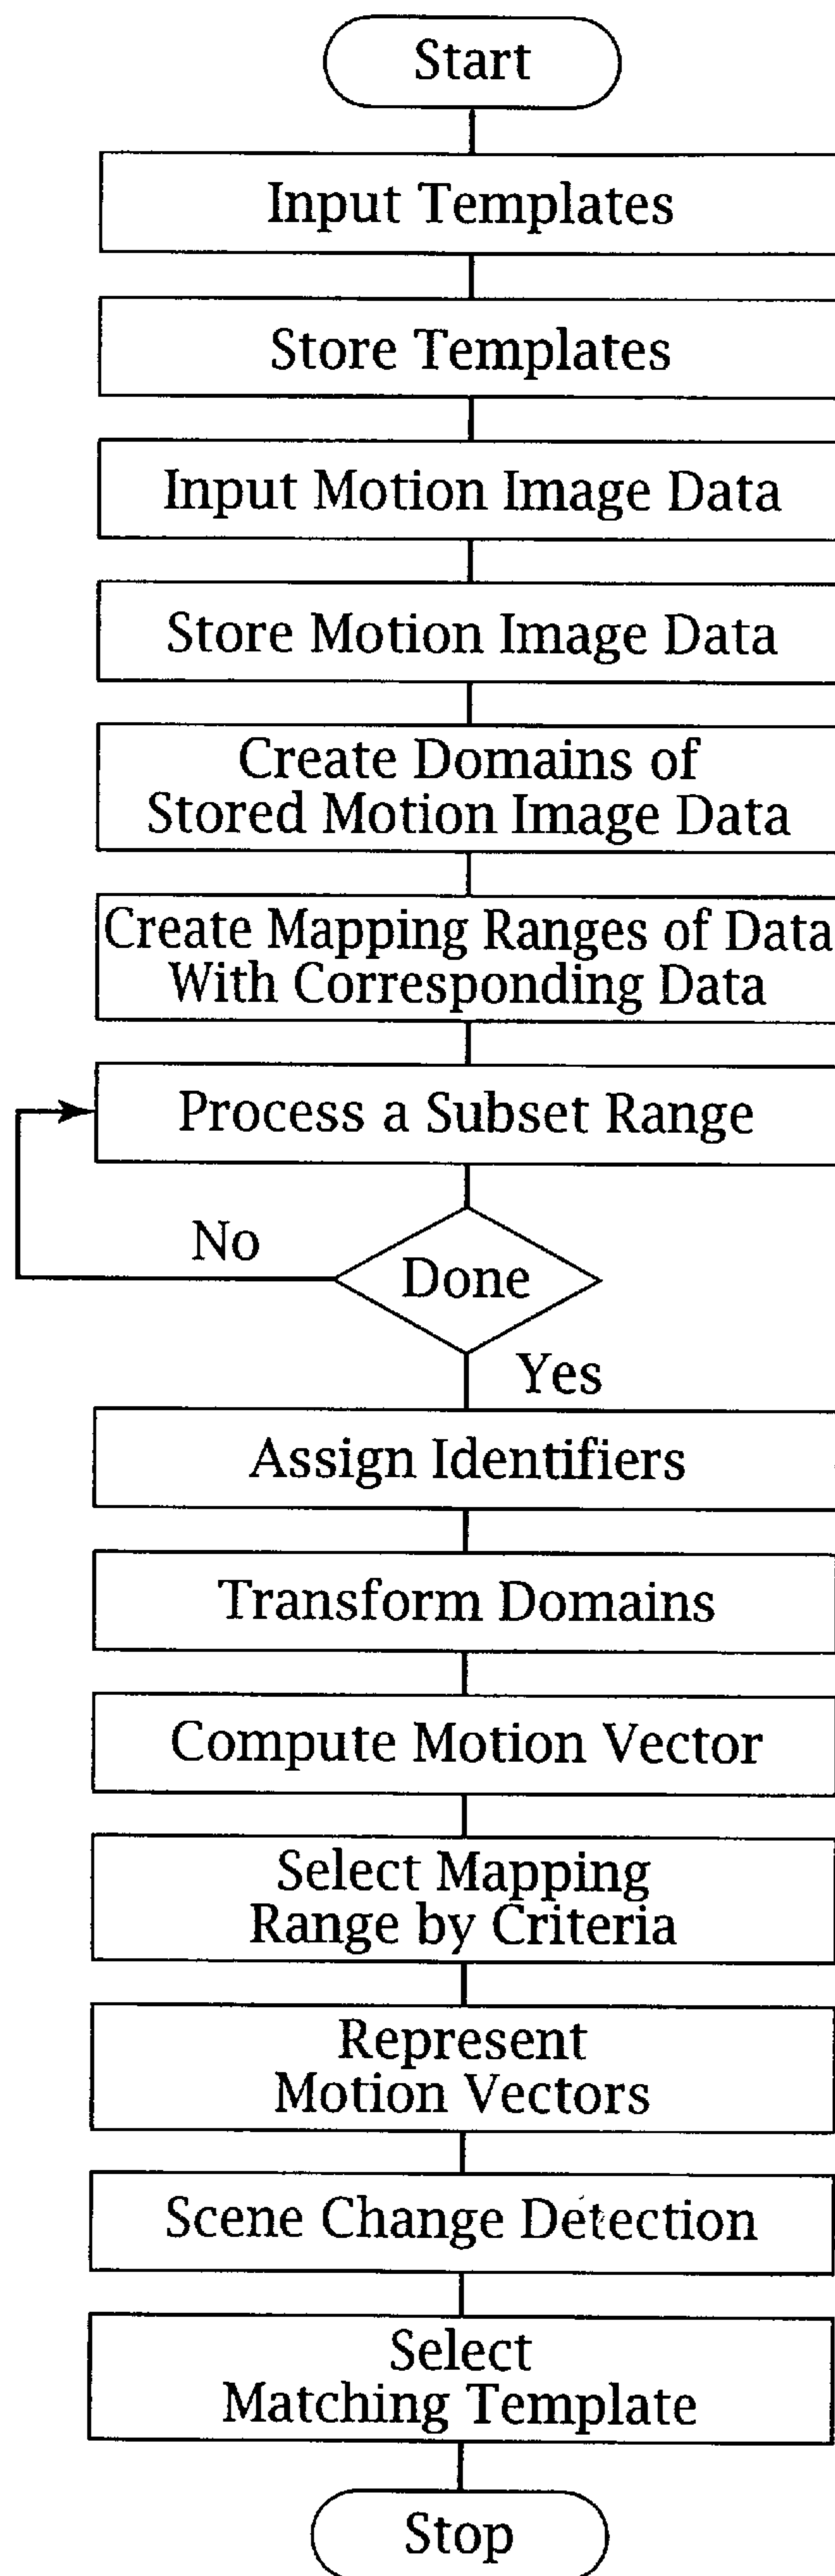 Start
Input Templates
Store Templates
Input Motion Image Data
Store Motion Image Data
Create Domains of
Stored Motion Image Data
Create Mapping Ranges of Data
With Corresponding Data
Process a Subset Range
No
Done
Yes
Assign Identifiers
Transform Domains
Compute Motion Vector
Select Mapping
Range by Criteria
Represent
Motion Vectors
Scene Change Detection
Select
Matching Template
Stop